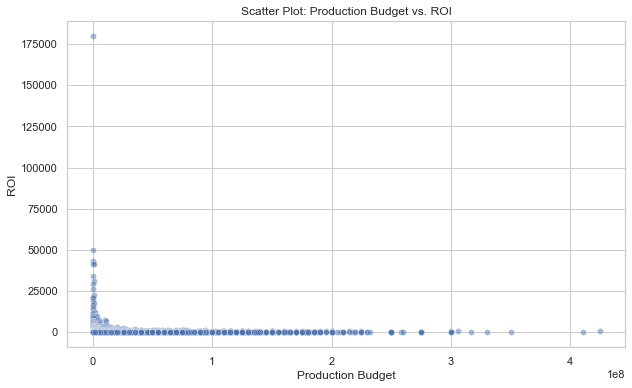 Scatter Plot: Production Budget vs. ROI
175000
150000
125000
100000
75000
50000
25000
0
ROI
0 1 2 3 4
1e8
Production Budget